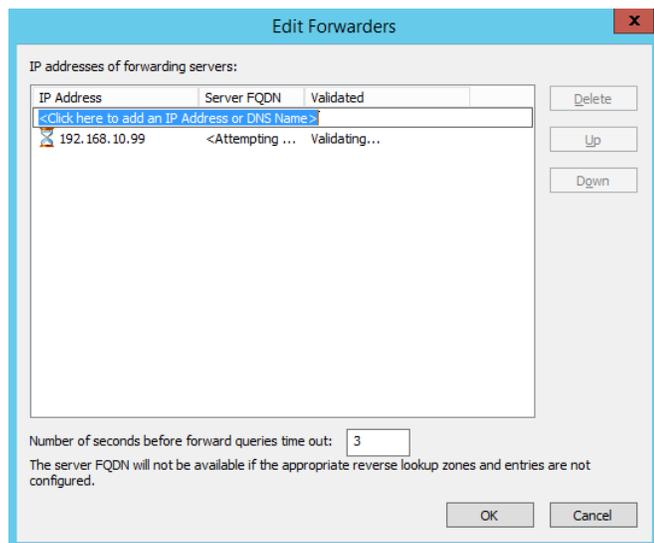 Edit Forwarders
x
IP addresses of forwarding servers:
IP Address Server FQDN Validated
<Click here to add an IP Address or DNS Name>
192.168.10.99 <Attempting ... Validating...
Delete
Up
Down
Number of seconds before forward queries time out: 3
The server FQDN will not be available if the appropriate reverse lookup zones and entries are not
configured.
OK Cancel